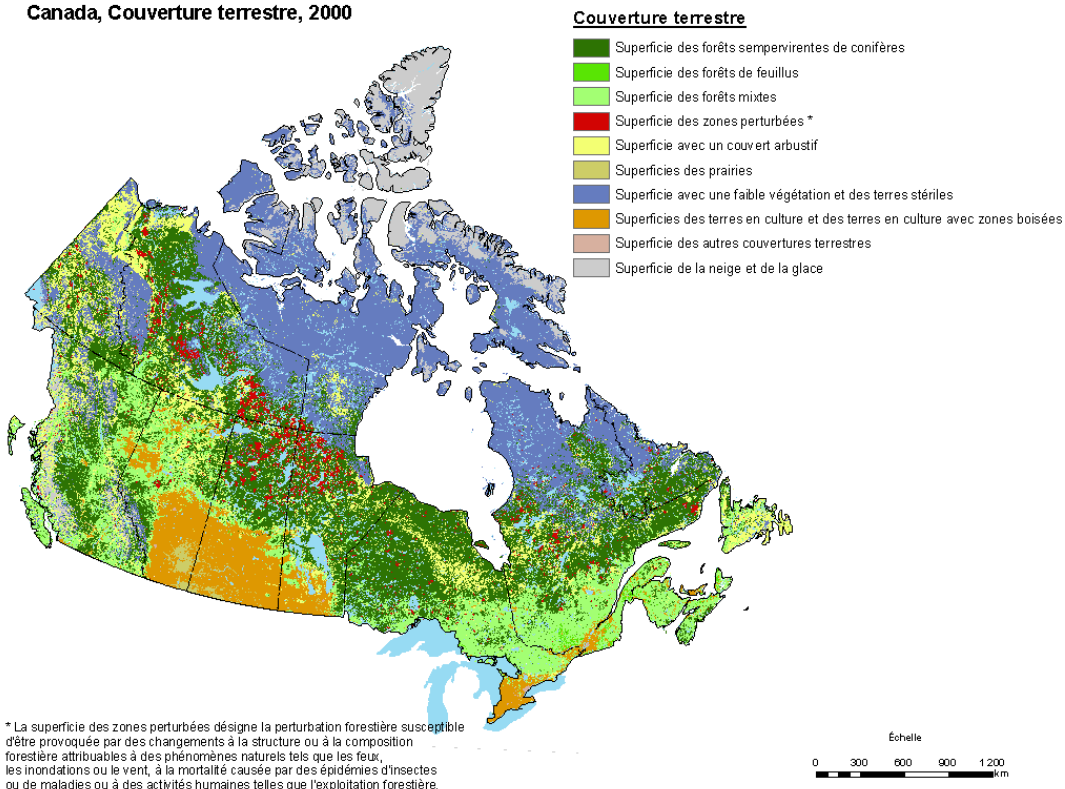 Canada, Couverture terrestre, 2000
Couverture terrestre
Superficie des forêts sempervirentes de conifères
Superficie des forêts de feuillus
Superficie des forêts mixtes
Superficie des zones perturbées *
Superficie avec un couvert arbustif
Superficies des prairies
Superficie avec une faible végétation et des terres stériles
Superficies des terres en culture et des terres en culture avec zones boisées
Superficie des autres couvertures terrestres
Superficie de la neige et de la glace
* La superficie des zones perturbées désigne la perturbation forestière susceptible
d'être provoquée par des changements à la structure ou à la composition
forestière attribuables à des phénomènes naturels tels que les feux,
les inondations ou le vent, à la mortalité causée par des épidémies d'insectes
ou de maladies ou à des activités humaines telles que l'exploitation forestière.
Échelle
0 300 600 900 1 200
km